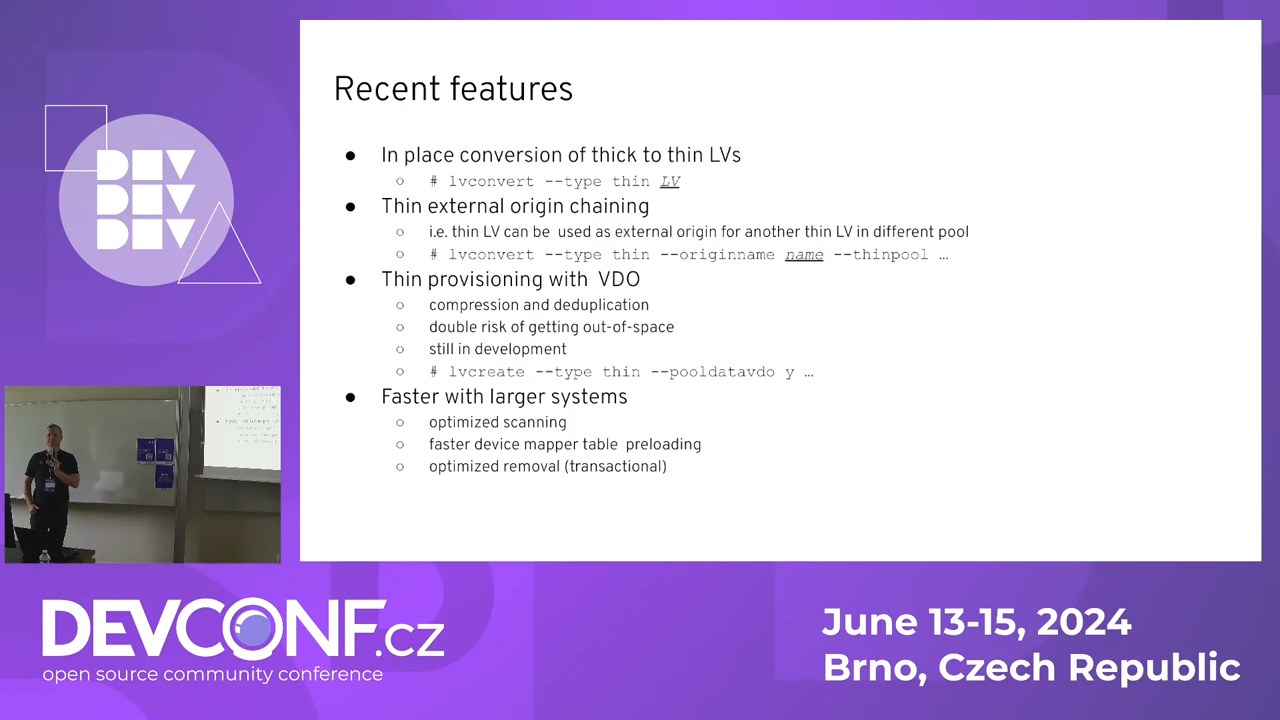 DEV
DEV
DEV
Recent features
● In place conversion of thick to thin LVs
○ # lvconvert --type thin LV
● Thin external origin chaining
○ i.e. thin LV can be used as external origin for another thin LV in different pool
○ # lvconvert --type thin --originname name --thinpool …
● Thin provisioning with VDO
○ compression and deduplication
○ double risk of getting out-of-space
○ still in development
○ # lvcreate --type thin --pooldatavdo y …
● Faster with larger systems
○ optimized scanning
○ faster device mapper table preloading
○ optimized removal (transactional)
DEVCONF.cz
open source community conference
June 13-15, 2024
Brno, Czech Republic